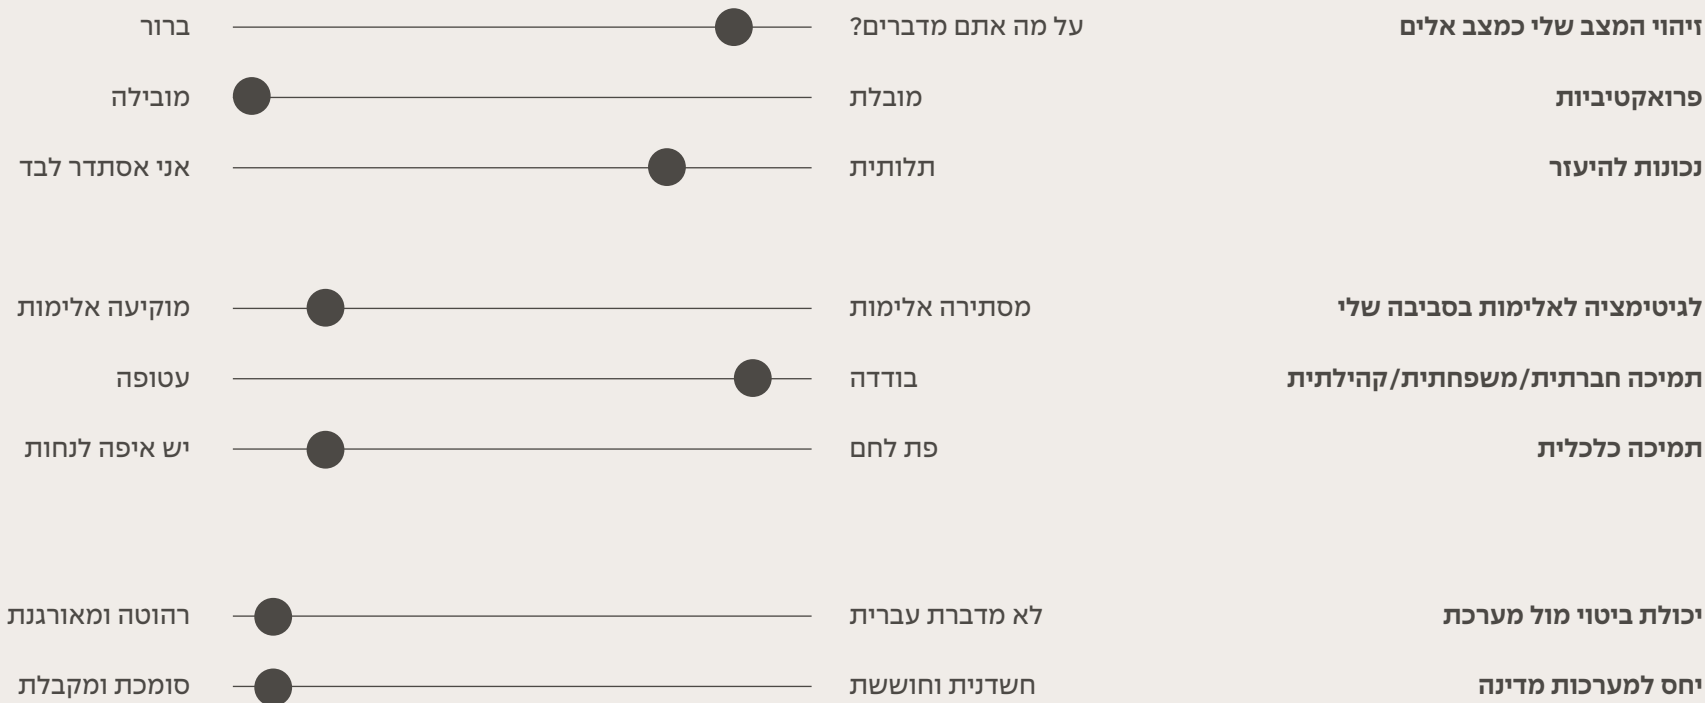 זיהוי המצב שלי כמצב אלים על מה אתם מדברים? ברור
פרואקטיביות מובלת מובילה
נכונות להיעזר תלותית אני אסתדר לבד
לגיטימציה לאלימות בסביבה שלי מסתירה אלימות מוקיעה אלימות
תמיכה חברתית/משפחתית/קהילתית בודדה עטופה
תמיכה כלכלית פת לחם יש איפה לנחות
יכולת ביטוי מול מערכת לא מדברת עברית רהוטה ומאורגנת
יחס למערכות מדינה חשדנית וחוששת סומכת ומקבלת